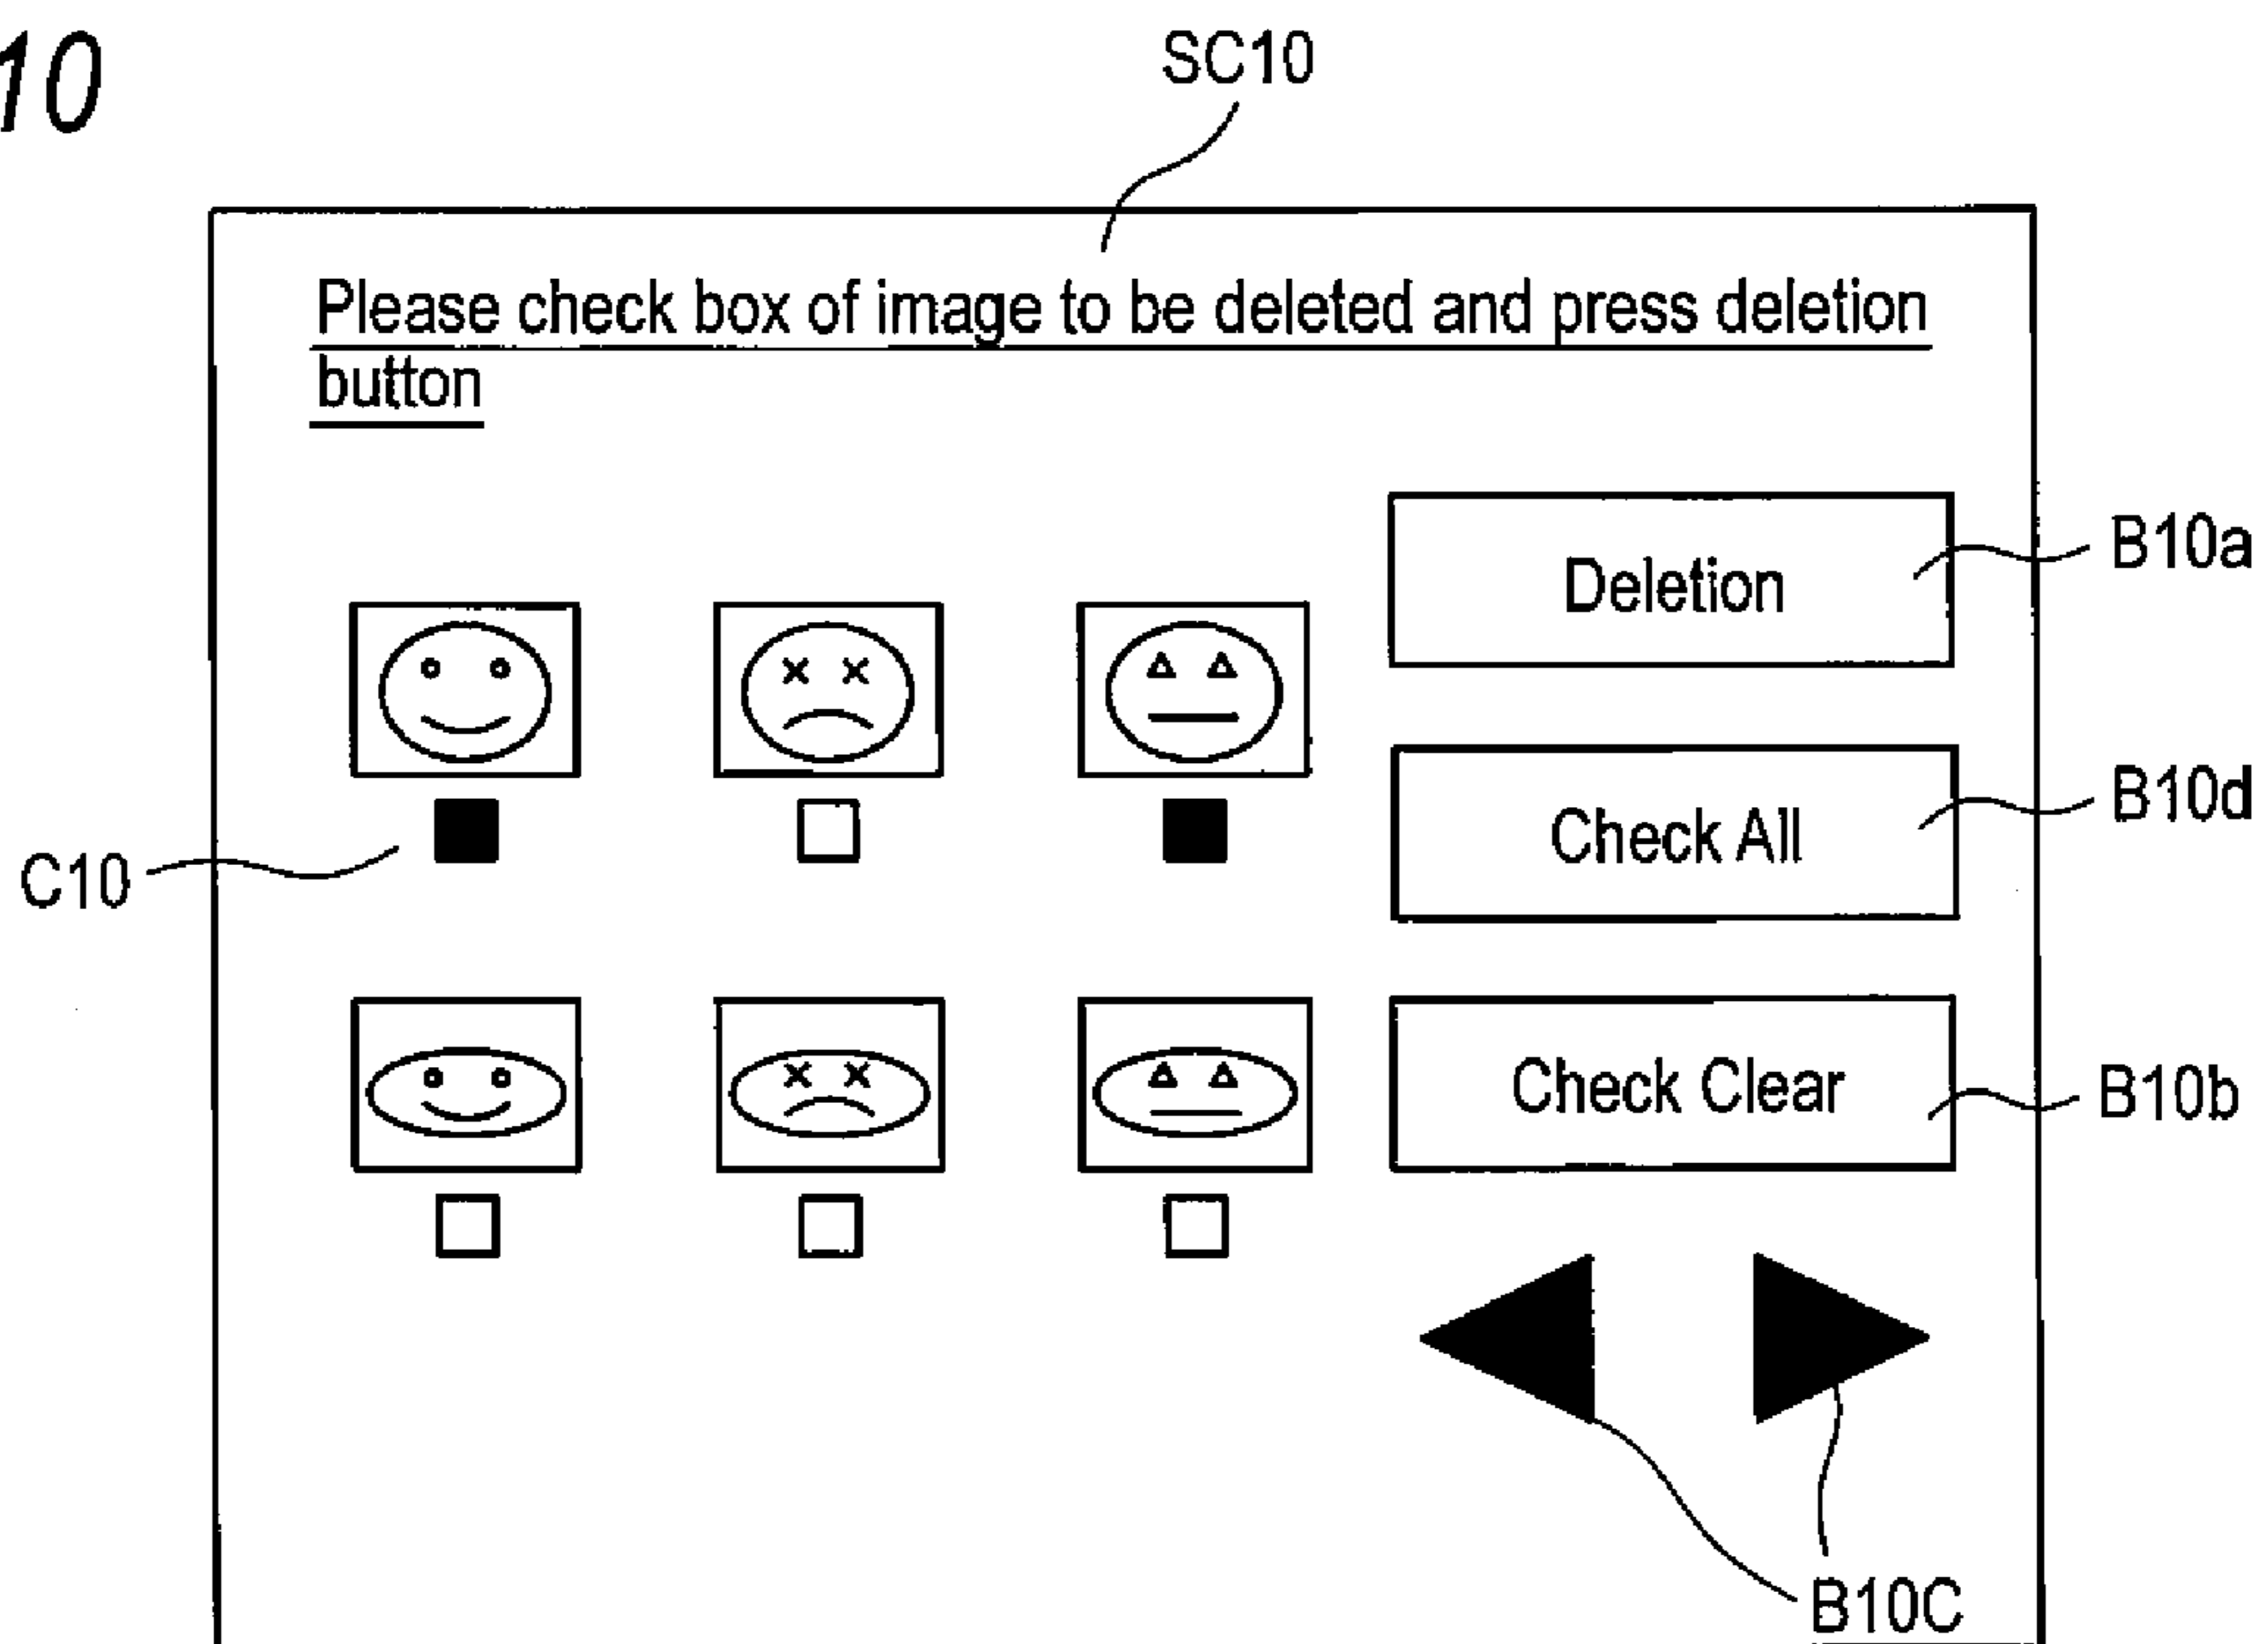 10
SC10
Please check box of image to be deleted and press deletion
button
Deletion
B10a
Check All
B10d
C10
Check Clear
B10b
B10C